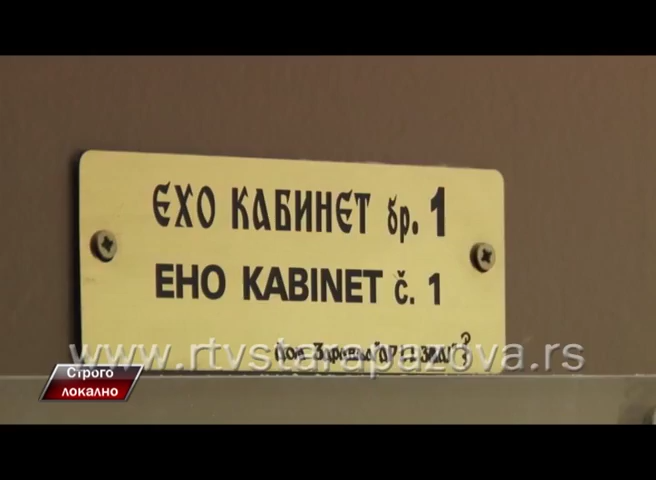 ЕХО КАБИНЕТ бр. 1
EHO KABINET č. 1
www.rtvstarapazova.rs
Строго
локално